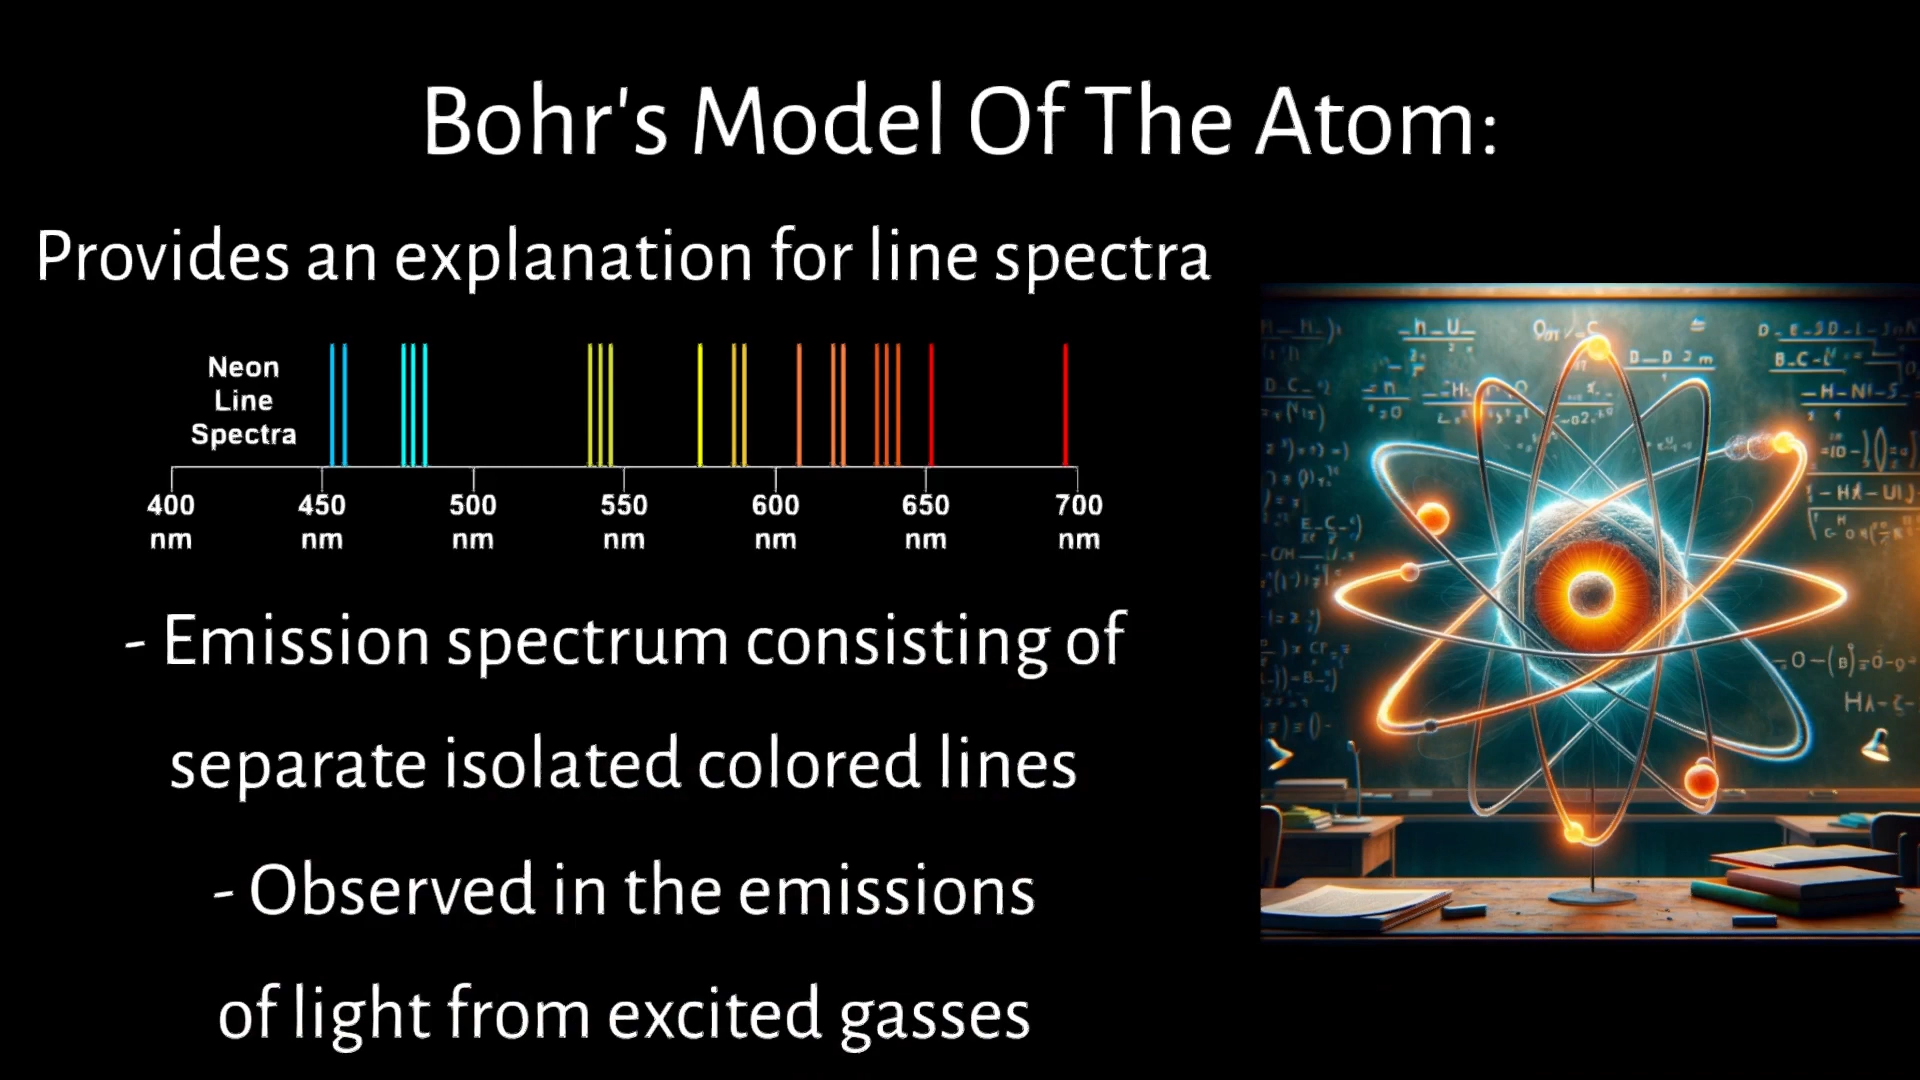 Bohr's Model Of The Atom:
Provides an explanation for line spectra
Neon
Line
Spectra
400 450 500 550 600 650 700
nm nm nm nm nm nm nm
- Emission spectrum consisting of
separate isolated colored lines
- Observed in the emissions
of light from excited gasses